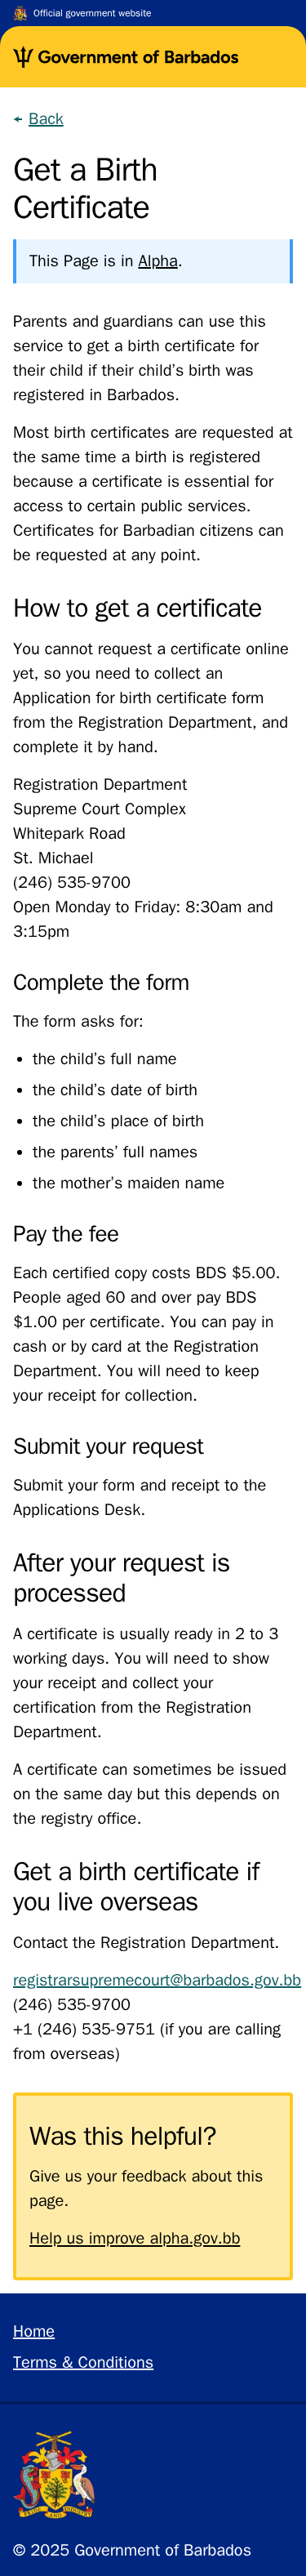 Official government website
Government of Barbados
Back
Get a Birth
Certificate
This Page is in Alpha.
Parents and guardians can use this
service to get a birth certificate for
their child if their child's birth was
registered in Barbados.
Most birth certificates are requested at
the same time a birth is registered
because a certificate is essential for
access to certain public services.
Certificates for Barbadian citizens can
be requested at any point.
How to get a certificate
You cannot request a certificate online
yet, so you need to collect an
Application for birth certificate form
from the Registration Department, and
complete it by hand.
Registration Department
Supreme Court Complex
Whitepark Road
St. Michael
(246) 535-9700
Open Monday to Friday: 8:30am and
3:15pm
Complete the form
The form asks for:
• the child's full name
• the child's date of birth
• the child's place of birth
• the parents' full names
• the mother's maiden name
Pay the fee
Each certified copy costs BDS $5.00.
People aged 60 and over pay BDS
$1.00 per certificate. You can pay in
cash or by card at the Registration
Department. You will need to keep
your receipt for collection.
Submit your request
Submit your form and receipt to the
Applications Desk.
After your request is
processed
A certificate is usually ready in 2 to 3
working days. You will need to show
your receipt and collect your
certification from the Registration
Department.
A certificate can sometimes be issued
on the same day but this depends on
the registry office.
Get a birth certificate if
you live overseas
Contact the Registration Department.
registrarsupremecourt@barbados.gov.bb
(246) 535-9700
+1 (246) 535-9751 (if you are calling
from overseas)
Was this helpful?
Give us your feedback about this
page.
Help us improve alpha.gov.bb
Home
Terms & Conditions
PRIDE AND INDUSTRY
© 2025 Government of Barbados